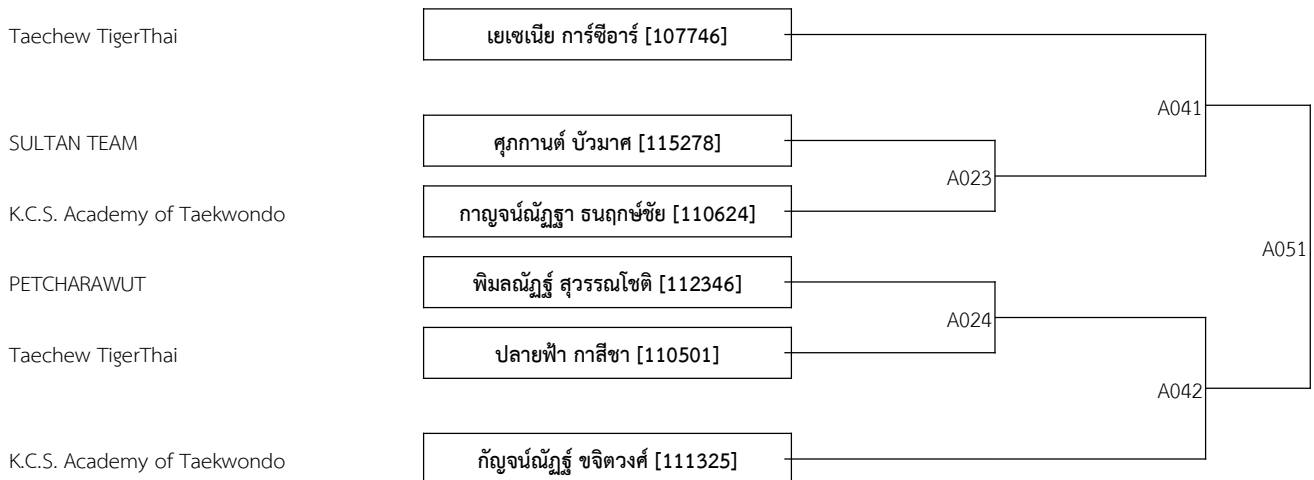 Taechew TigerThai เยเซเนีย การ์ซีอาร์ [107746]
A041
SULTAN TEAM ศุภกานต์ บัวมาศ [115278]
A023
K.C.S. Academy of Taekwondo กาญจน์ณัฏฐา ธนฤกษ์ชัย [110624]
A051
PETCHARAWUT พิมลณัฏฐ์ สุวรรณโชติ [112346]
A024
Taechew TigerThai ปลายฟ้า กาสีชา [110501]
A042
K.C.S. Academy of Taekwondo กัญจน์ณัฏฐ์ ขจิตวงศ์ [111325]